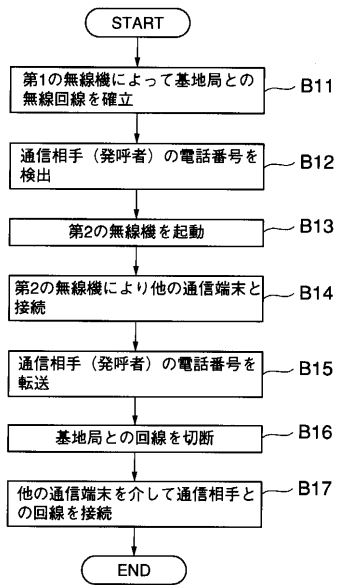 START
第1の無線機によって基地局との
無線回線を確立
B11
通信相手（発呼者）の電話番号を
検出
B12
第2の無線機を起動
B13
第2の無線機により他の通信端末と
接続
B14
通信相手（発呼者）の電話番号を
転送
B15
基地局との回線を切断
B16
他の通信端末を介して通信相手と
の回線を接続
B17
END